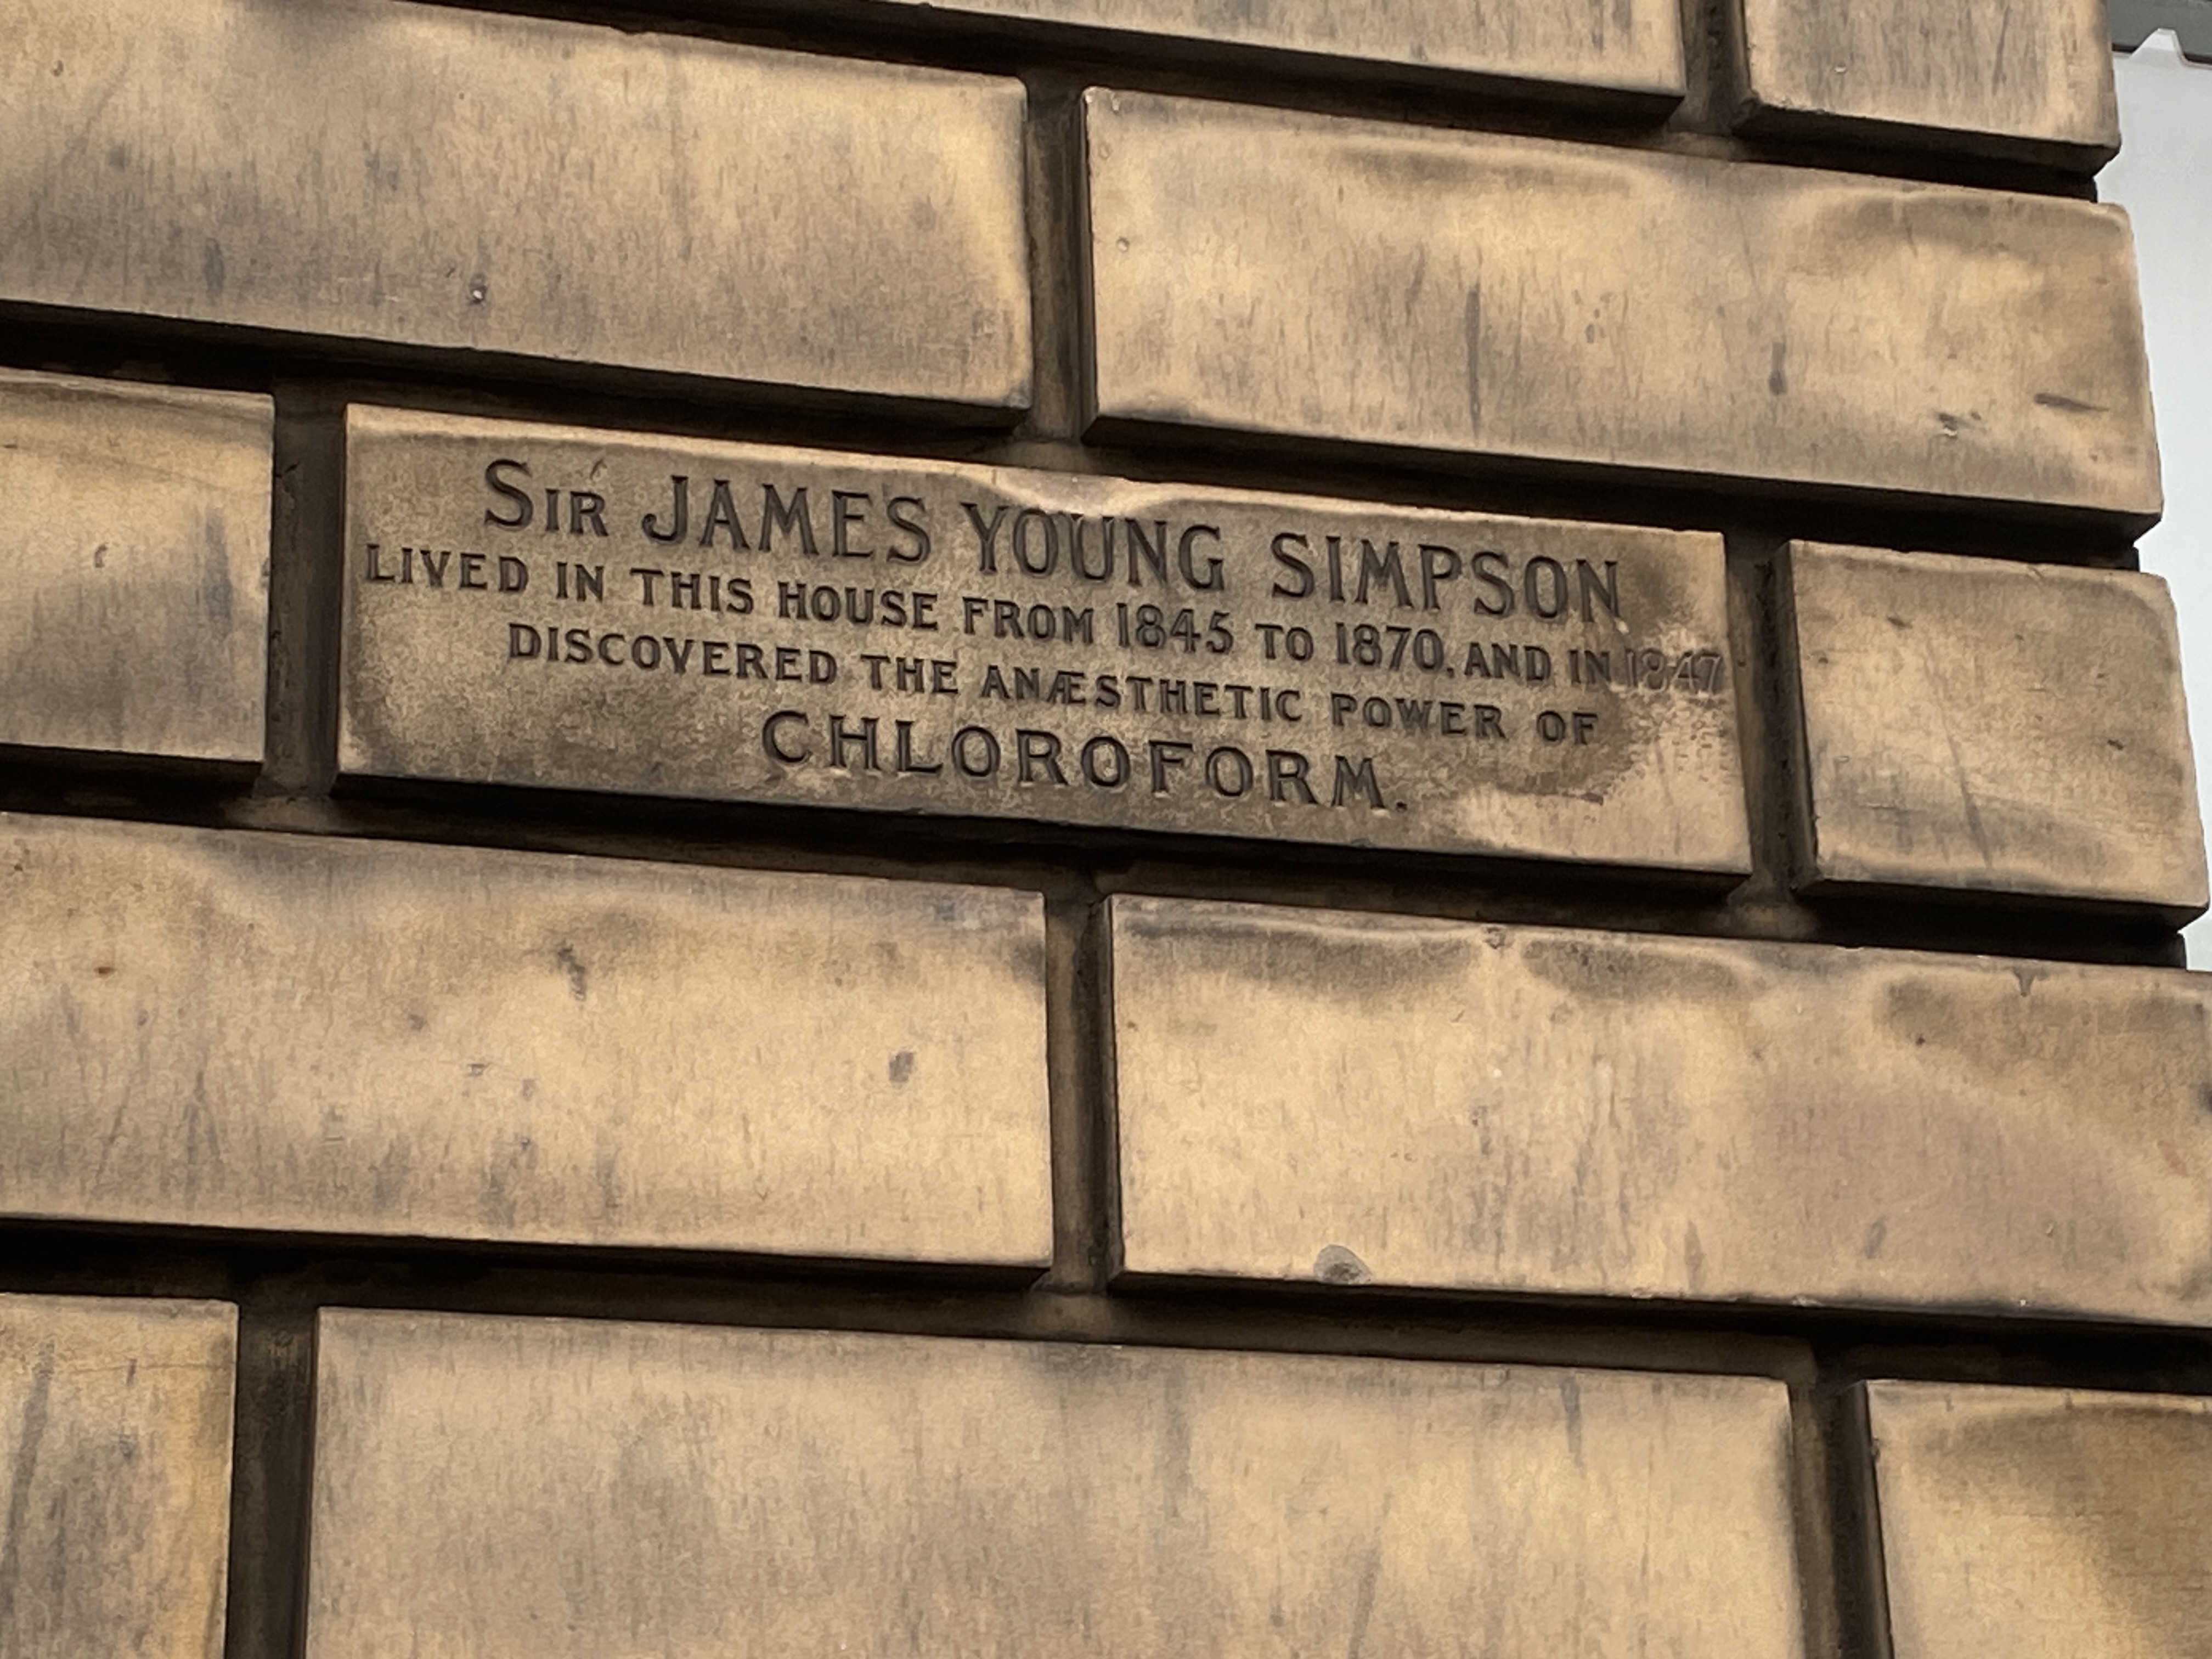 SIR JAMES YOUNG SIMPSON
LIVED IN THIS HOUSE FROM 1845 TO 1870, AND IN 1847
DISCOVERED THE ANÆSTHETIC POWER OF
CHLOROFORM.